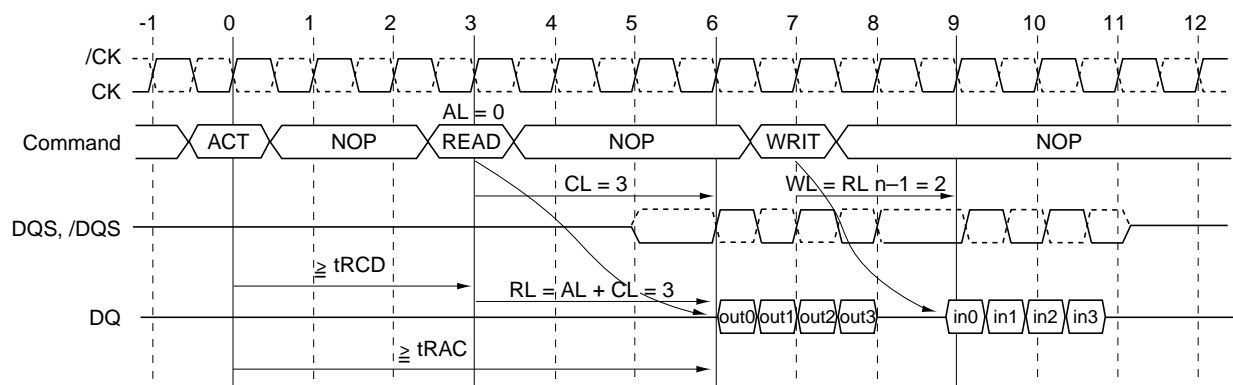 -1 0 1 2 3 4 5 6 7 8 9 10 11 12
/CK
CK
AL = 0
Command ACT NOP READ NOP WRIT NOP
CL = 3 WL = RL n–1 = 2
DQS, /DQS
≧ tRCD
RL = AL + CL = 3
DQ out0 out1 out2 out3 in0 in1 in2 in3
≧ tRAC